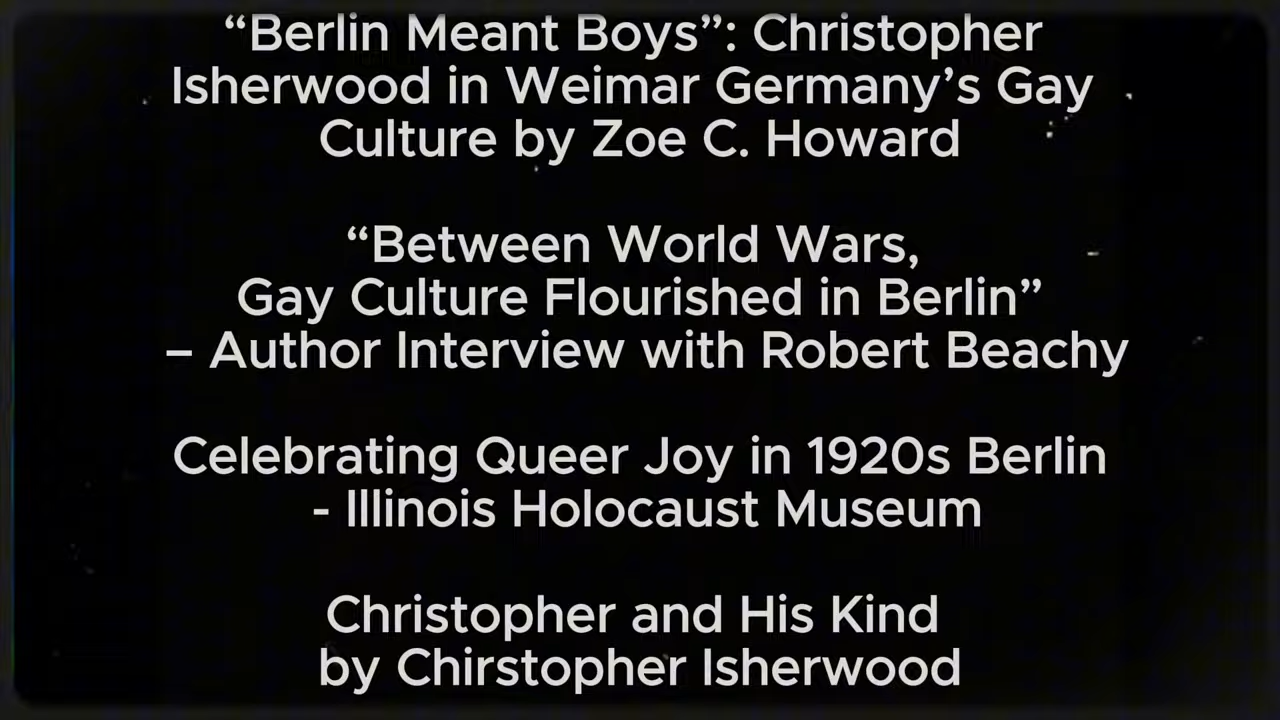 “Berlin Meant Boys”: Christopher
Isherwood in Weimar Germany’s Gay
Culture by Zoe C. Howard
“Between World Wars,
Gay Culture Flourished in Berlin”
– Author Interview with Robert Beachy
Celebrating Queer Joy in 1920s Berlin
- Illinois Holocaust Museum
Christopher and His Kind
by Chirstopher Isherwood